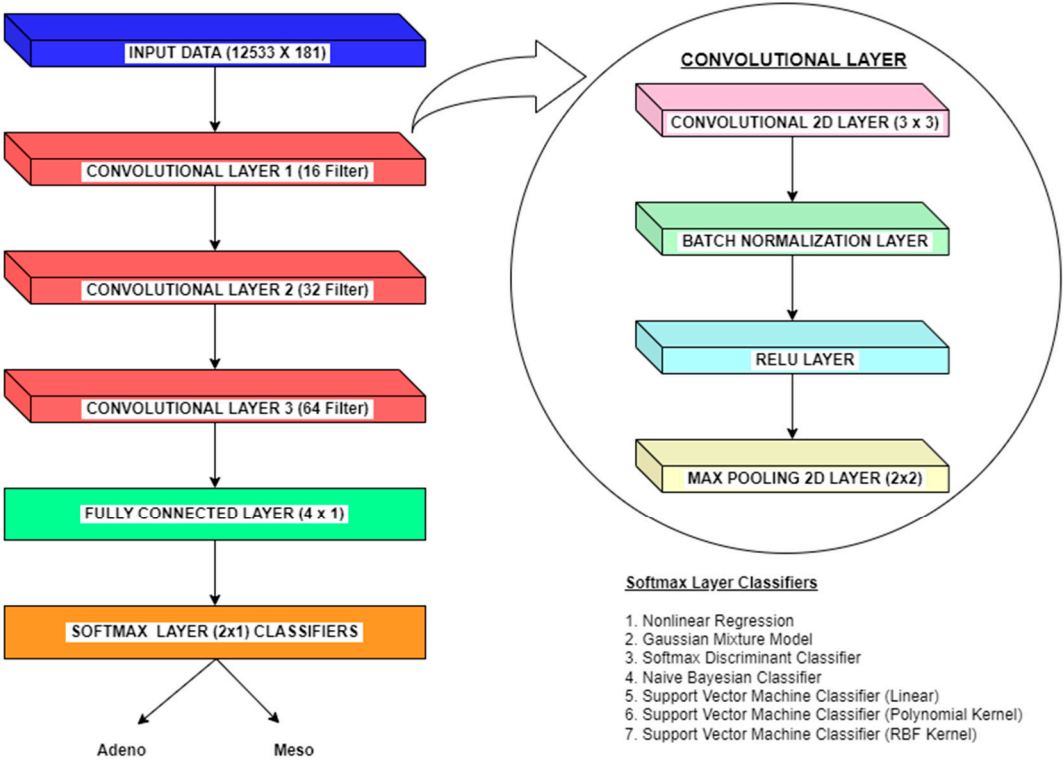 INPUT DATA (12533 X 181)
CONVOLUTIONAL LAYER 1 (16 Filter)
CONVOLUTIONAL LAYER 2 (32 Filter)
CONVOLUTIONAL LAYER 3 (64 Filter)
FULLY CONNECTED LAYER (4 x 1)
SOFTMAX LAYER (2x1) CLASSIFIERS
Adeno
Meso
CONVOLUTIONAL LAYER
CONVOLUTIONAL 2D LAYER (3 x 3)
BATCH NORMALIZATION LAYER
RELU LAYER
MAX POOLING 2D LAYER (2x2)
Softmax Layer Classifiers
1. Nonlinear Regression
2. Gaussian Mixture Model
3. Softmax Discriminant Classifier
4. Naive Bayesian Classifier
5. Support Vector Machine Classifier (Linear)
6. Support Vector Machine Classifier (Polynomial Kernel)
7. Support Vector Machine Classifier (RBF Kernel)